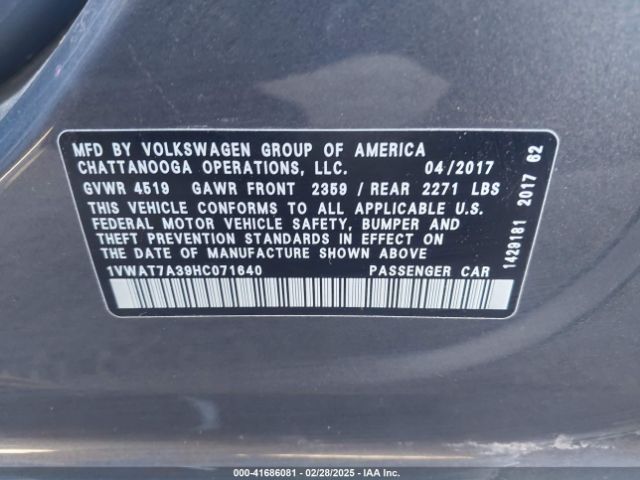 MFD BY VOLKSWAGEN GROUP OF AMERICA
CHATTANOOGA OPERATIONS, LLC. 04/2017
GVWR 4519 GAWR FRONT 2359 / REAR 2271 LBS
THIS VEHICLE CONFORMS TO ALL APPLICABLE U.S.
FEDERAL MOTOR VEHICLE SAFETY, BUMPER AND
THEFT PREVENTION STANDARDS IN EFFECT ON
THE DATE OF MANUFACTURE SHOWN ABOVE
1VWAT7A39HC071640 PASSENGER CAR
1429181 2017 62
000-41686081 - 02/28/2025 - IAA Inc.